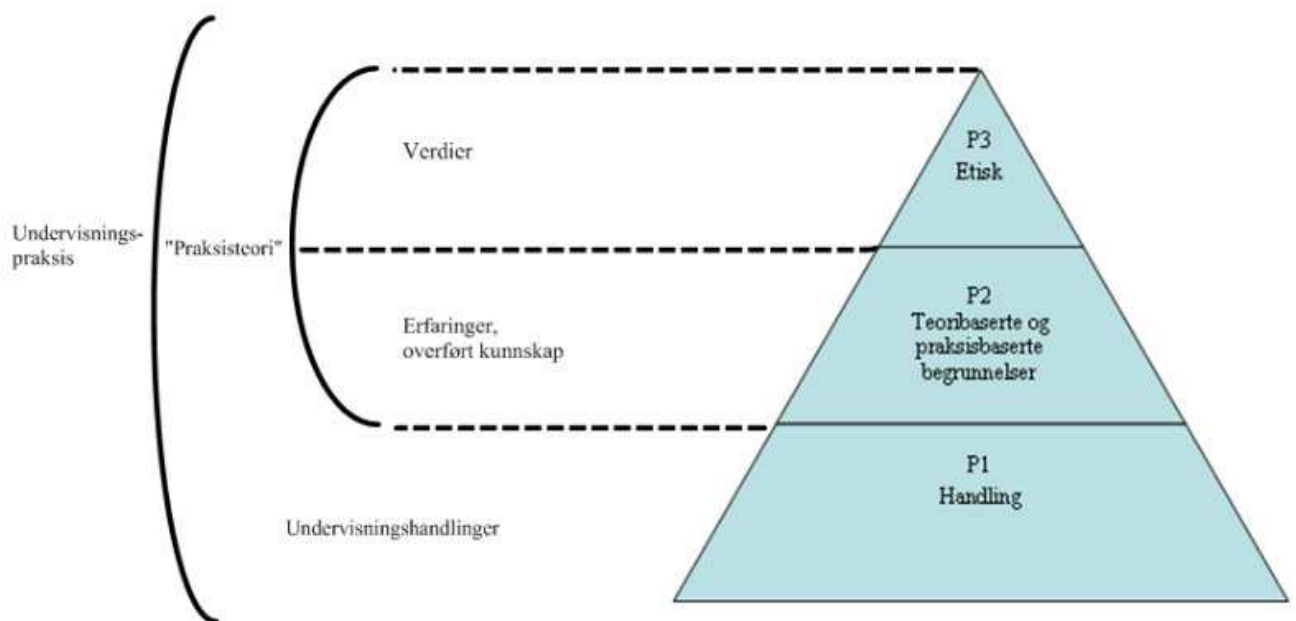 Undervisnings-
praksis
"Praksisteori"
Verdier
Erfaringer,
overført kunnskap
Undervisningshandlinger
P3
Etisk
P2
Teoribaserte og
praksisbaserte
begrunnelser
P1
Handling